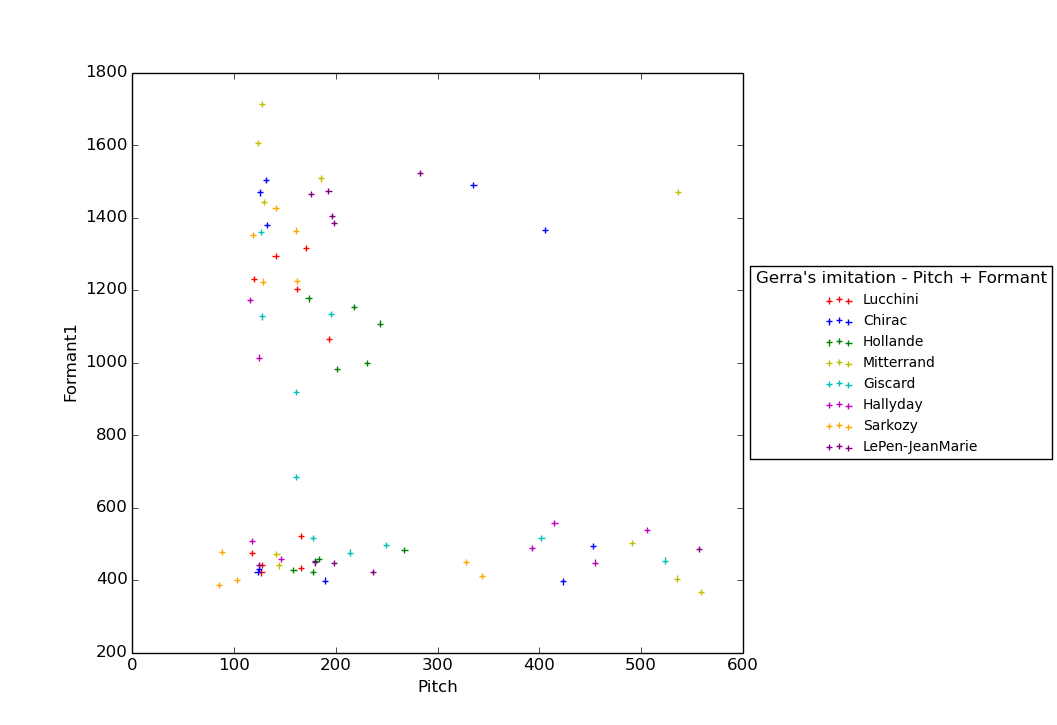 1800
1600
1400
1200
1000
800
600
400
200
Formant1
0 100 200 300 400 500 600
Pitch
Gerra's imitation - Pitch + Formant
Lucchini
Chirac
Hollande
Mitterrand
Giscard
Hallyday
Sarkozy
LePen-JeanMarie